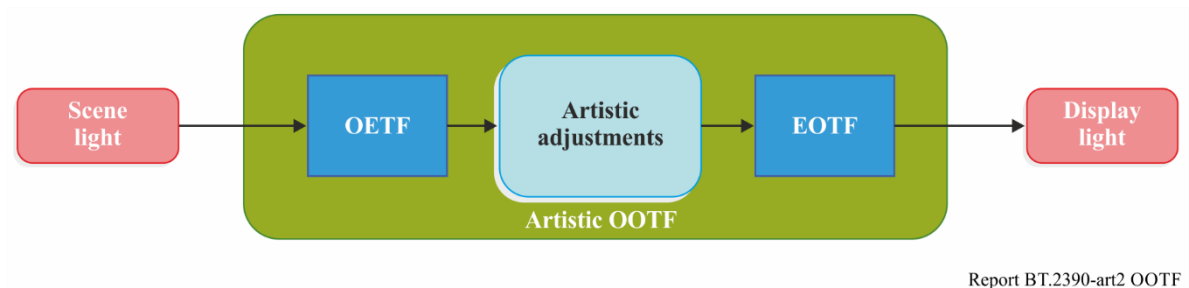 Scene
light
OETF
Artistic
adjustments
EOTF
Display
light
Artistic OOTF
Report BT.2390-art2 OOTF